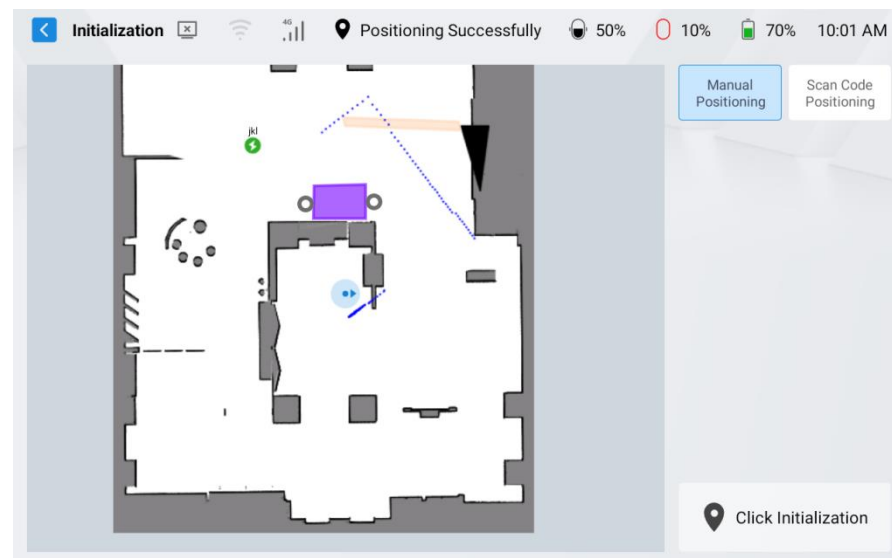 Initialization
4G
Positioning Successfully
50%
10%
70%
10:01 AM
Manual
Positioning
Scan Code
Positioning
jkl
Click Initialization